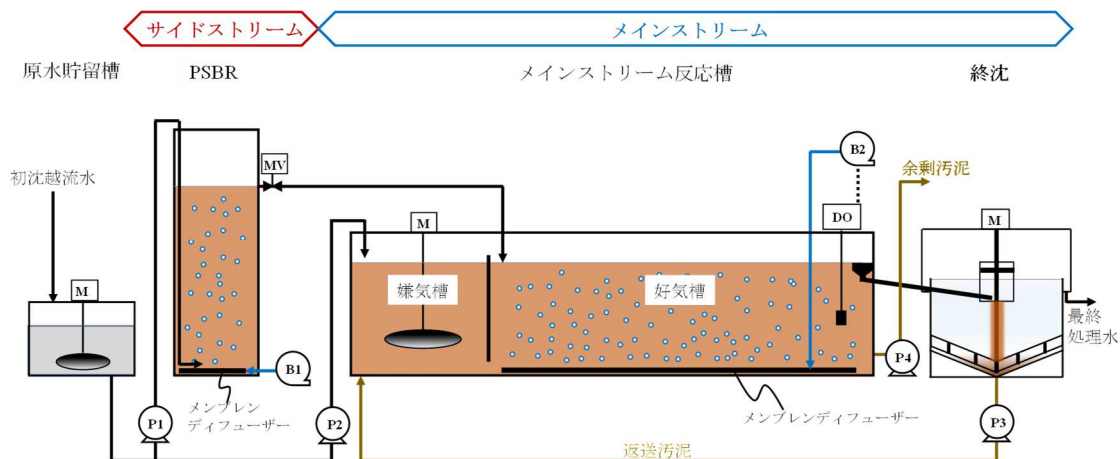 サイドストリーム
メインストリーム
原水貯留槽
PSBR
メインストリーム反応槽
終沈
初沈越流水
MV
B2
余剰汚泥
M
M
DO
M
嫌気槽
好気槽
最終
処理水
B1
P4
メンブレン
ディフューザー
メンブレンディフューザー
P1
P2
P3
返送汚泥